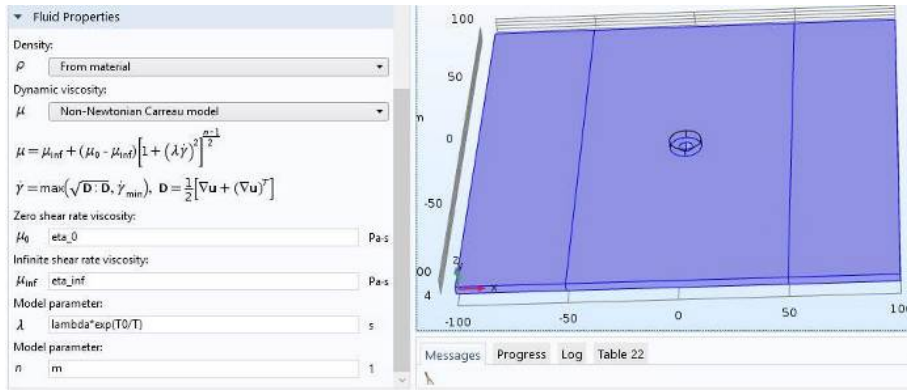 Fluid Properties
Density:
ρ From material
Dynamic viscosity:
μ Non-Newtonian Carreau model
μ = μinf + (μ0 - μinf)[1 + (λγ̇)²]^((n-1)/2)
γ̇ = max(√D:D, γ̇min), D = 1/2[∇u + (∇u)ᵀ]
Zero shear rate viscosity:
μ0 eta_0 Pa·s
Infinite shear rate viscosity:
μinf eta_inf Pa·s
Model parameter:
λ lambda*exp(T0/T) s
Model parameter:
n m 1
100
50
m
0
-50
00
4
z
y
x
-100 -50 0 50 10
Messages Progress Log Table 22